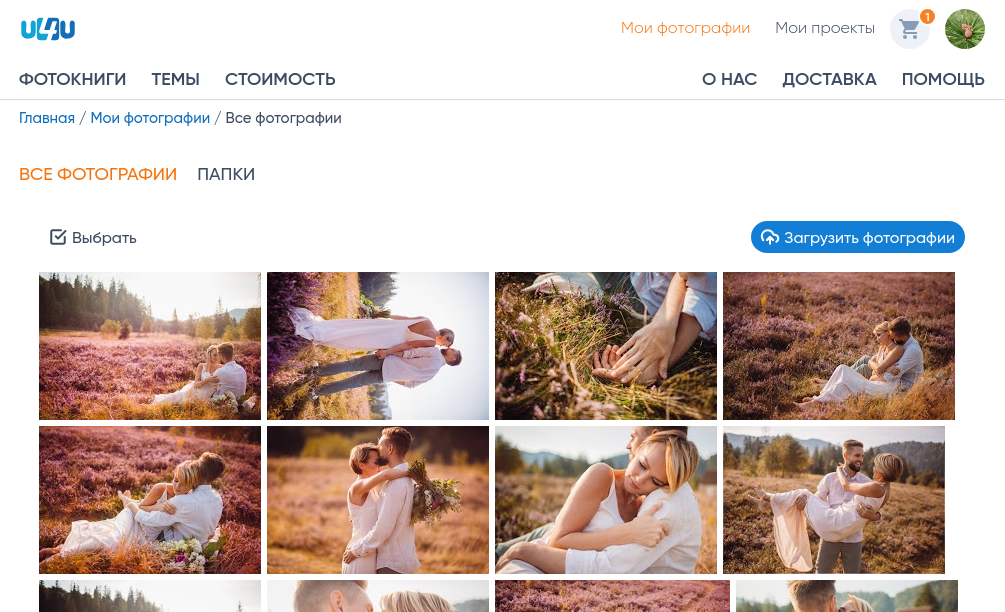 UL4U
Мои фотографии Мои проекты 1
ФОТОКНИГИ ТЕМЫ СТОИМОСТЬ О НАС ДОСТАВКА ПОМОЩЬ
Главная / Мои фотографии / Все фотографии
ВСЕ ФОТОГРАФИИ ПАПКИ
Выбрать Загрузить фотографии